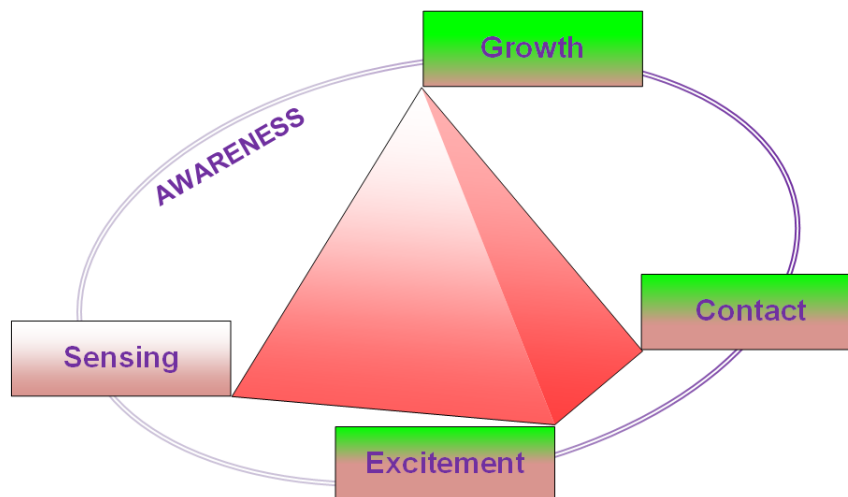 Growth
AWARENESS
Contact
Sensing
Excitement